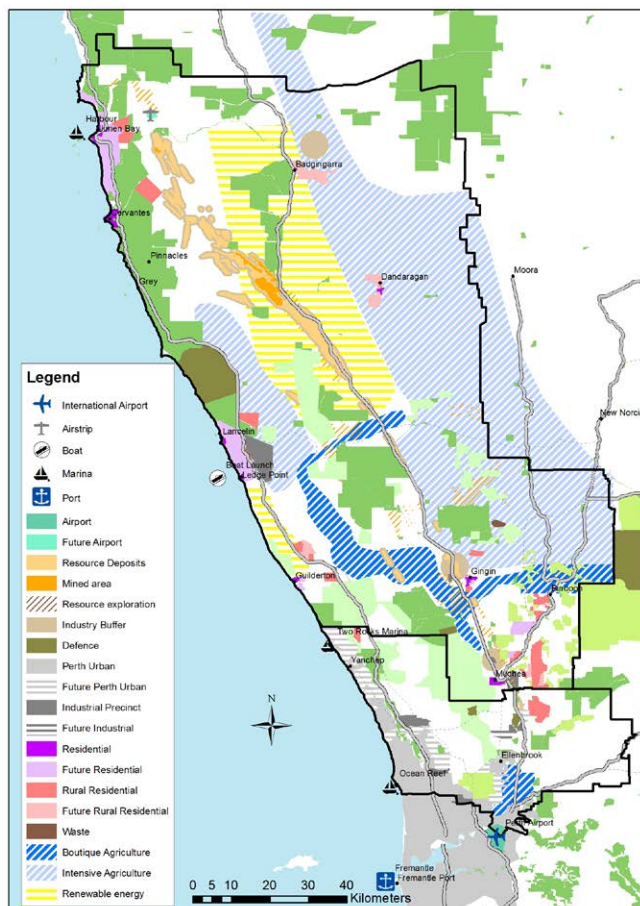 Harbour
Jurien Bay
Badgingarra
Cervantes
Pinnacles
Dandaragan
Moora
Grey
New Norcia
Lancelin
Boat Launch
Ledge Point
Gingin
Guilderton
Bindoon
Two Rocks Marina
Muchea
Yanchep
N
Ellenbrook
Ocean Reef
Perth Airport
Fremantle
Fremantle Port
0 5 10 20 30 40
Kilometers
Legend
International Airport
Airstrip
Boat
Marina
Port
Airport
Future Airport
Resource Deposits
Mined area
Resource exploration
Industry Buffer
Defence
Perth Urban
Future Perth Urban
Industrial Precinct
Future Industrial
Residential
Future Residential
Rural Residential
Future Rural Residential
Waste
Boutique Agriculture
Intensive Agriculture
Renewable energy